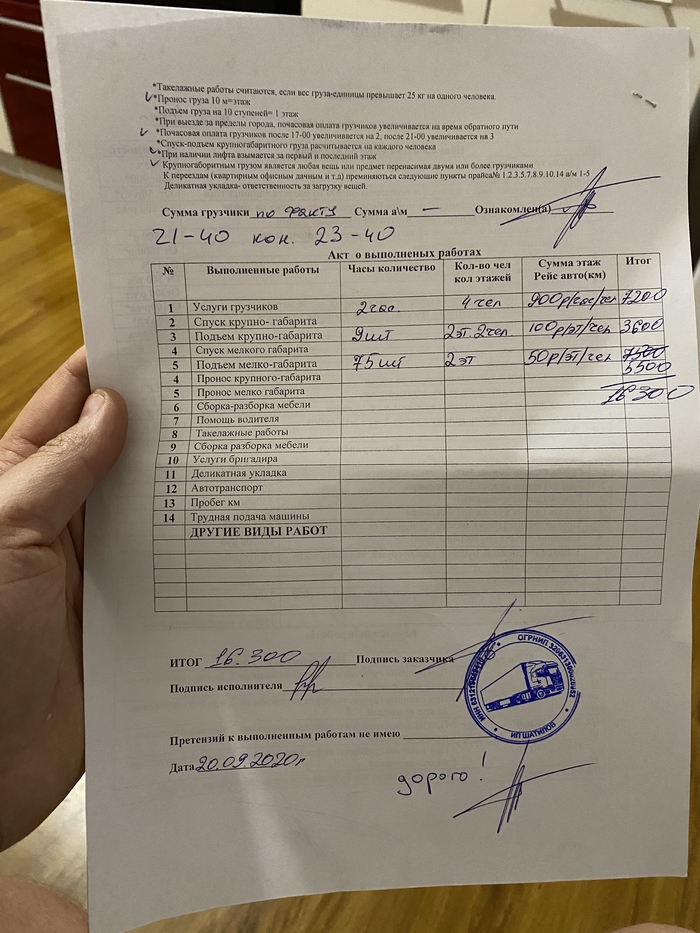 *Такелажные работы считаются, если вес груза-единицы превышает 25 кг на одного человека.
*Пронос груза 10 м=этаж
*Подъем груза на 10 ступеней= 1 этаж
*При выезде за пределы города, почасовая оплата грузчиков увеличивается на время обратного пути
*Почасовая оплата грузчиков после 17-00 увеличивается на 2, после 21-00 увеличивается на 3
*Спуск-подъем крупногабаритного груза расчитывается на каждого человека
*При наличии лифта взымается за первый и последний этаж
Крупногоборитным грузом является любая вещь или предмет перенасимая двумя или более грузчиками
К переездам (квартирным офисным дачным и т.д) преминяються следующие пункты прайса№ 1.2.3.5.7.8.9.10.14 а/м 1-5
Деликатная укладка- ответственость за загрузку вещей.
Сумма грузчики по факту Сумма а\м — Ознакомлен(а)
21-40 кон. 23-40
Акт о выполненых работах
№ Выполненные работы Часы количество Кол-во чел кол этажей Сумма этаж Рейс авто(км) Итог
1 Услуги грузчиков 2час. 4 чел 900р/час/чел 7200
2 Спуск крупно- габарита
3 Подъем крупно-габарита 9шт 2эт. 2чел 100р/эт/чел 3600
4 Спуск мелкого габарита
5 Подъем мелко-габарита 75шт 2 эт 50р/эт/чел 7500
5500
4 Пронос крупного-габарита
16300
5 Пронос мелко габарита
6 Сборка-разборка мебели
7 Помощь водителя
8 Такелажные работы
9 Сборка разборка мебели
10 Услуги бригадира
11 Деликатная укладка
12 Автотранспорт
13 Пробег км
14 Трудная подача машины
ДРУГИЕ ВИДЫ РАБОТ
ИТОГ 16.300 Подпись заказчика
Подпись исполнителя
ОГРНИП
ИП ШАТИЛОВ
Претензий к выполненным работам не имею
Дата 20.09.2020г
дорого!